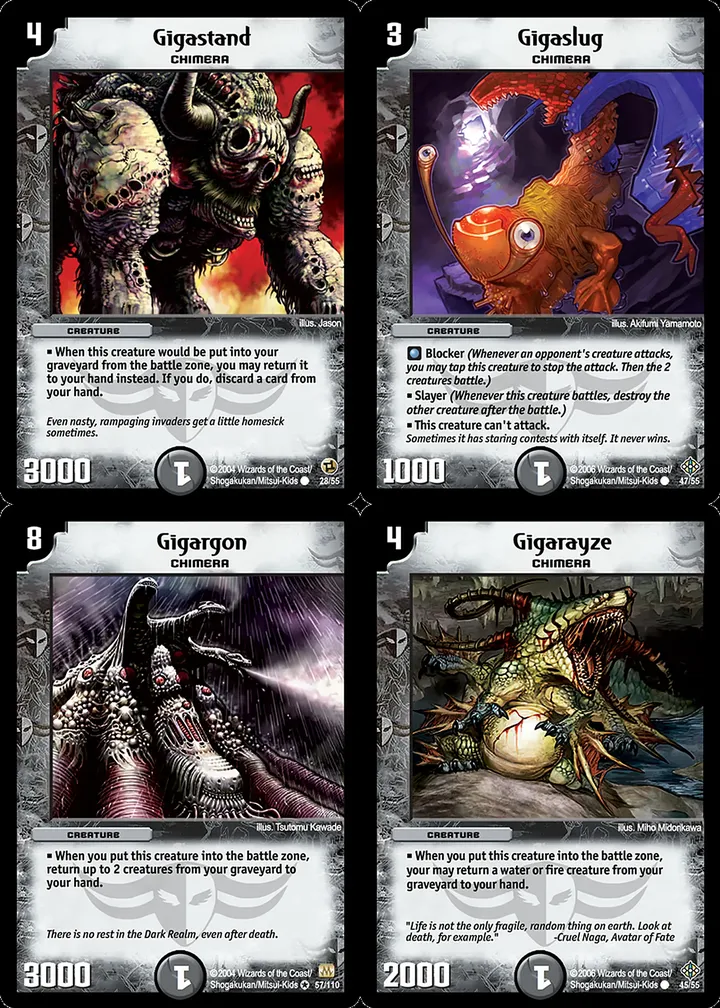 4
Gigastand
CHIMERA
illus. Jason
CREATURE
▪ When this creature would be put into your
graveyard from the battle zone, you may return it
to your hand instead. If you do, discard a card from
your hand.
Even nasty, rampaging invaders get a little homesick
sometimes.
3000
1
©2004 Wizards of the Coast/
Shogakukan/Mitsui-Kids ● 28/55
3
Gigaslug
CHIMERA
illus. Akifumi Yamamoto
CREATURE
Blocker (Whenever an opponent's creature attacks,
you may tap this creature to stop the attack. Then the 2
creatures battle.)
▪ Slayer (Whenever this creature battles, destroy the
other creature after the battle.)
▪ This creature can't attack.
Sometimes it has staring contests with itself. It never wins.
1000
1
©2006 Wizards of the Coast/
Shogakukan/Mitsui-Kids ● 47/55
8
Gigargon
CHIMERA
illus. Tsutomu Kawade
CREATURE
▪ When you put this creature into the battle zone,
return up to 2 creatures from your graveyard to
your hand.
There is no rest in the Dark Realm, even after death.
3000
1
©2004 Wizards of the Coast/
Shogakukan/Mitsui-Kids ✪ 57/110
4
Gigarayze
CHIMERA
illus. Miho Midorikawa
CREATURE
▪ When you put this creature into the battle zone,
your may return a water or fire creature from your
graveyard to your hand.
"Life is not the only fragile, random thing on earth. Look at
death, for example." -Cruel Naga, Avatar of Fate
2000
1
©2006 Wizards of the Coast/
Shogakukan/Mitsui-Kids ● 45/55